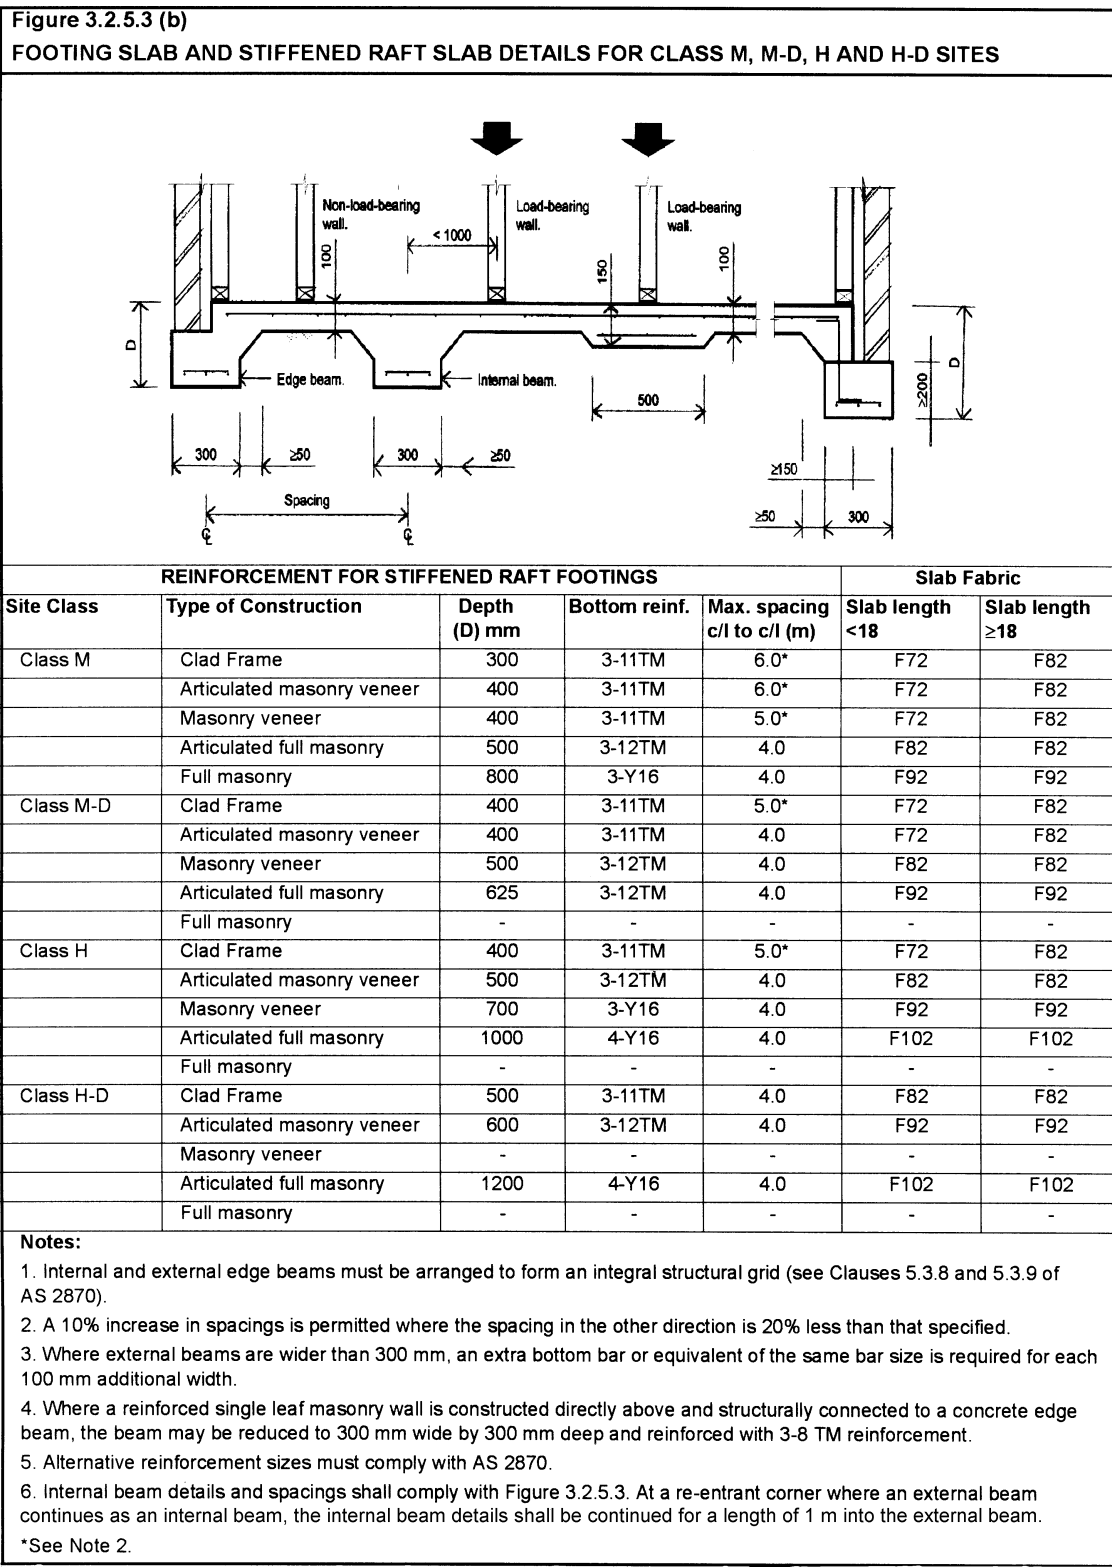 Figure 3.2.5.3 (b)
FOOTING SLAB AND STIFFENED RAFT SLAB DETAILS FOR CLASS M, M-D, H AND H-D SITES
Non-load-bearing
wall.
Load-bearing
wall.
Load-bearing
wall.
< 1000
100
150
100
D
D
≥200
Edge beam.
Internal beam.
500
300
≥50
300
≥50
≥150
Spacing
≥50
300
℄
℄
REINFORCEMENT FOR STIFFENED RAFT FOOTINGS Slab Fabric
Site Class Type of Construction Depth (D) mm Bottom reinf. Max. spacing c/l to c/l (m) Slab length <18 Slab length ≥18
Class M Clad Frame 300 3-11TM 6.0* F72 F82
Articulated masonry veneer 400 3-11TM 6.0* F72 F82
Masonry veneer 400 3-11TM 5.0* F72 F82
Articulated full masonry 500 3-12TM 4.0 F82 F82
Full masonry 800 3-Y16 4.0 F92 F92
Class M-D Clad Frame 400 3-11TM 5.0* F72 F82
Articulated masonry veneer 400 3-11TM 4.0 F72 F82
Masonry veneer 500 3-12TM 4.0 F82 F82
Articulated full masonry 625 3-12TM 4.0 F92 F92
Full masonry - - - - -
Class H Clad Frame 400 3-11TM 5.0* F72 F82
Articulated masonry veneer 500 3-12TM 4.0 F82 F82
Masonry veneer 700 3-Y16 4.0 F92 F92
Articulated full masonry 1000 4-Y16 4.0 F102 F102
Full masonry - - - - -
Class H-D Clad Frame 500 3-11TM 4.0 F82 F82
Articulated masonry veneer 600 3-12TM 4.0 F92 F92
Masonry veneer - - - - -
Articulated full masonry 1200 4-Y16 4.0 F102 F102
Full masonry - - - - -
Notes:
1. Internal and external edge beams must be arranged to form an integral structural grid (see Clauses 5.3.8 and 5.3.9 of
AS 2870).
2. A 10% increase in spacings is permitted where the spacing in the other direction is 20% less than that specified.
3. Where external beams are wider than 300 mm, an extra bottom bar or equivalent of the same bar size is required for each
100 mm additional width.
4. Where a reinforced single leaf masonry wall is constructed directly above and structurally connected to a concrete edge
beam, the beam may be reduced to 300 mm wide by 300 mm deep and reinforced with 3-8 TM reinforcement.
5. Alternative reinforcement sizes must comply with AS 2870.
6. Internal beam details and spacings shall comply with Figure 3.2.5.3. At a re-entrant corner where an external beam
continues as an internal beam, the internal beam details shall be continued for a length of 1 m into the external beam.
*See Note 2.